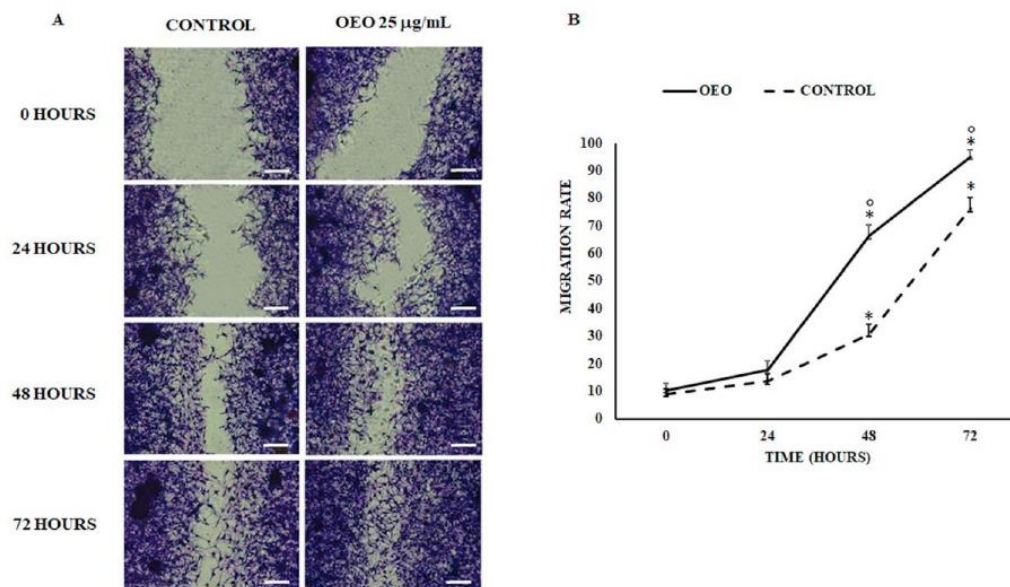 A
CONTROL
OEO 25 µg/mL
0 HOURS
24 HOURS
48 HOURS
72 HOURS
B
OEO
CONTROL
MIGRATION RATE
100
90
80
70
60
50
40
30
20
10
0
°
*
°
*
*
*
0 24 48 72
TIME (HOURS)